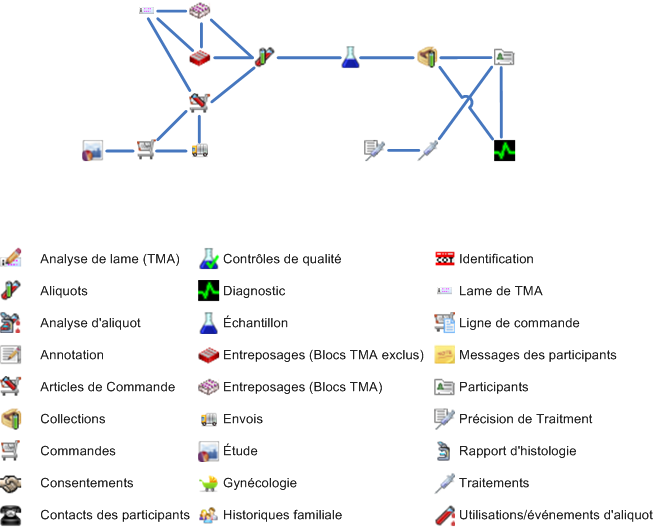 Analyse de lame (TMA) Contrôles de qualité Identification
Aliquots Diagnostic Lame de TMA
Analyse d'aliquot Échantillon Ligne de commande
Annotation Entreposages (Blocs TMA exclus) Messages des participants
Articles de Commande Entreposages (Blocs TMA) Participants
Collections Envois Précision de Traitment
Commandes Étude Rapport d'histologie
Consentements Gynécologie Traitements
Contacts des participants Historiques familiale Utilisations/événements d'aliquot